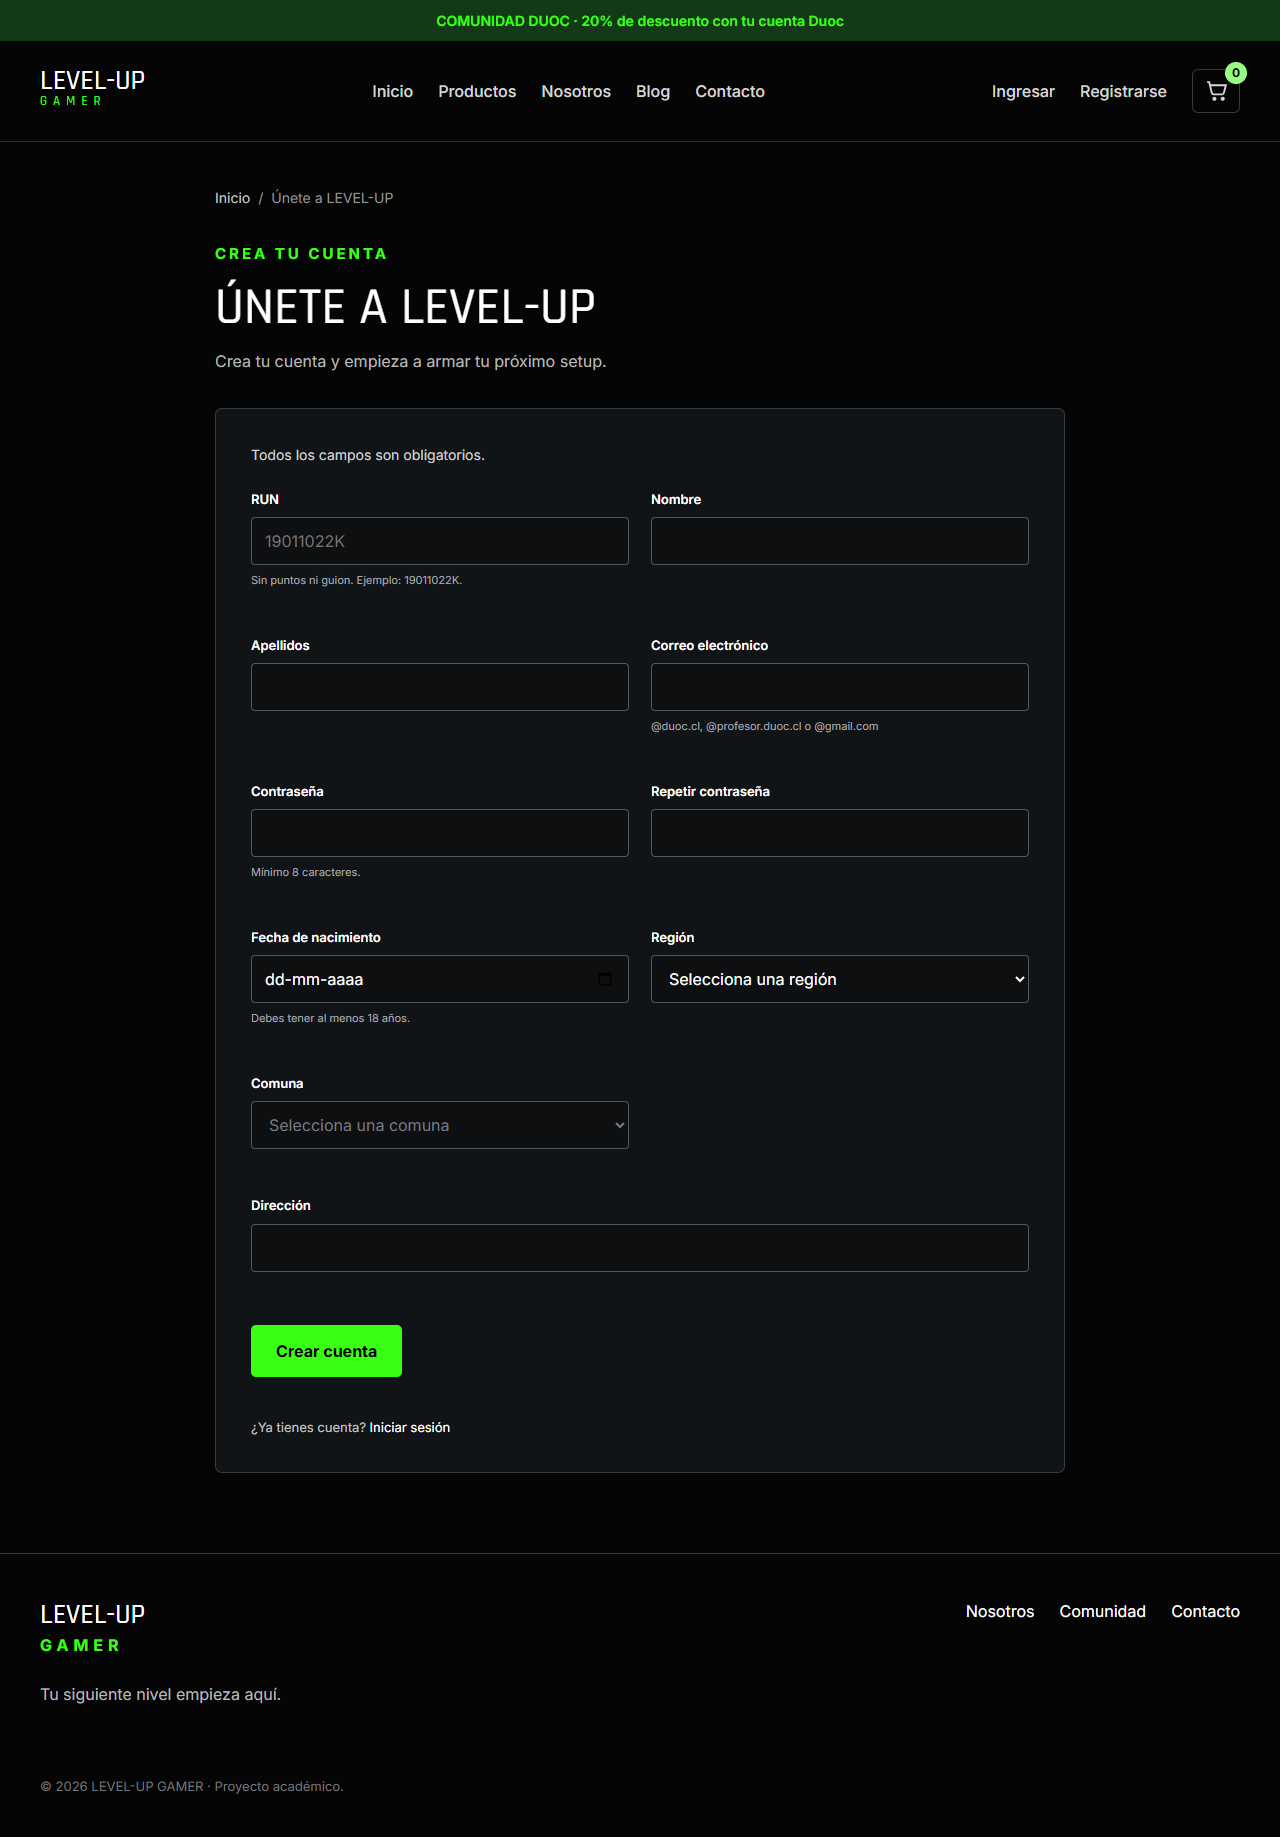 COMUNIDAD DUOC · 20% de descuento con tu cuenta Duoc
LEVEL-UP
GAMER
Inicio Productos Nosotros Blog Contacto
Ingresar Registrarse 0
Inicio / Únete a LEVEL-UP
CREA TU CUENTA
ÚNETE A LEVEL-UP
Crea tu cuenta y empieza a armar tu próximo setup.
Todos los campos son obligatorios.
RUN
19011022K
Sin puntos ni guion. Ejemplo: 19011022K.
Nombre
Apellidos
Correo electrónico
@duoc.cl, @profesor.duoc.cl o @gmail.com
Contraseña
Mínimo 8 caracteres.
Repetir contraseña
Fecha de nacimiento
dd-mm-aaaa
Debes tener al menos 18 años.
Región
Selecciona una región
Comuna
Selecciona una comuna
Dirección
Crear cuenta
¿Ya tienes cuenta? Iniciar sesión
LEVEL-UP
GAMER
Tu siguiente nivel empieza aquí.
Nosotros Comunidad Contacto
© 2026 LEVEL-UP GAMER · Proyecto académico.